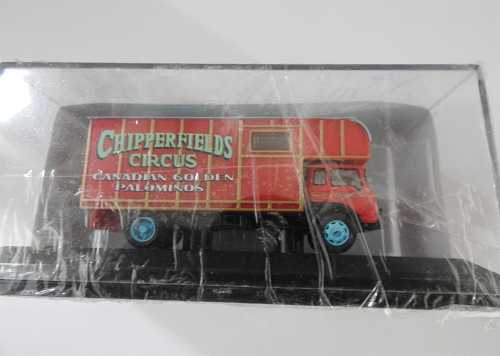 CHIPPERFIELDS
CIRCUS
CANADIAN GOLDEN
PALOMINOS